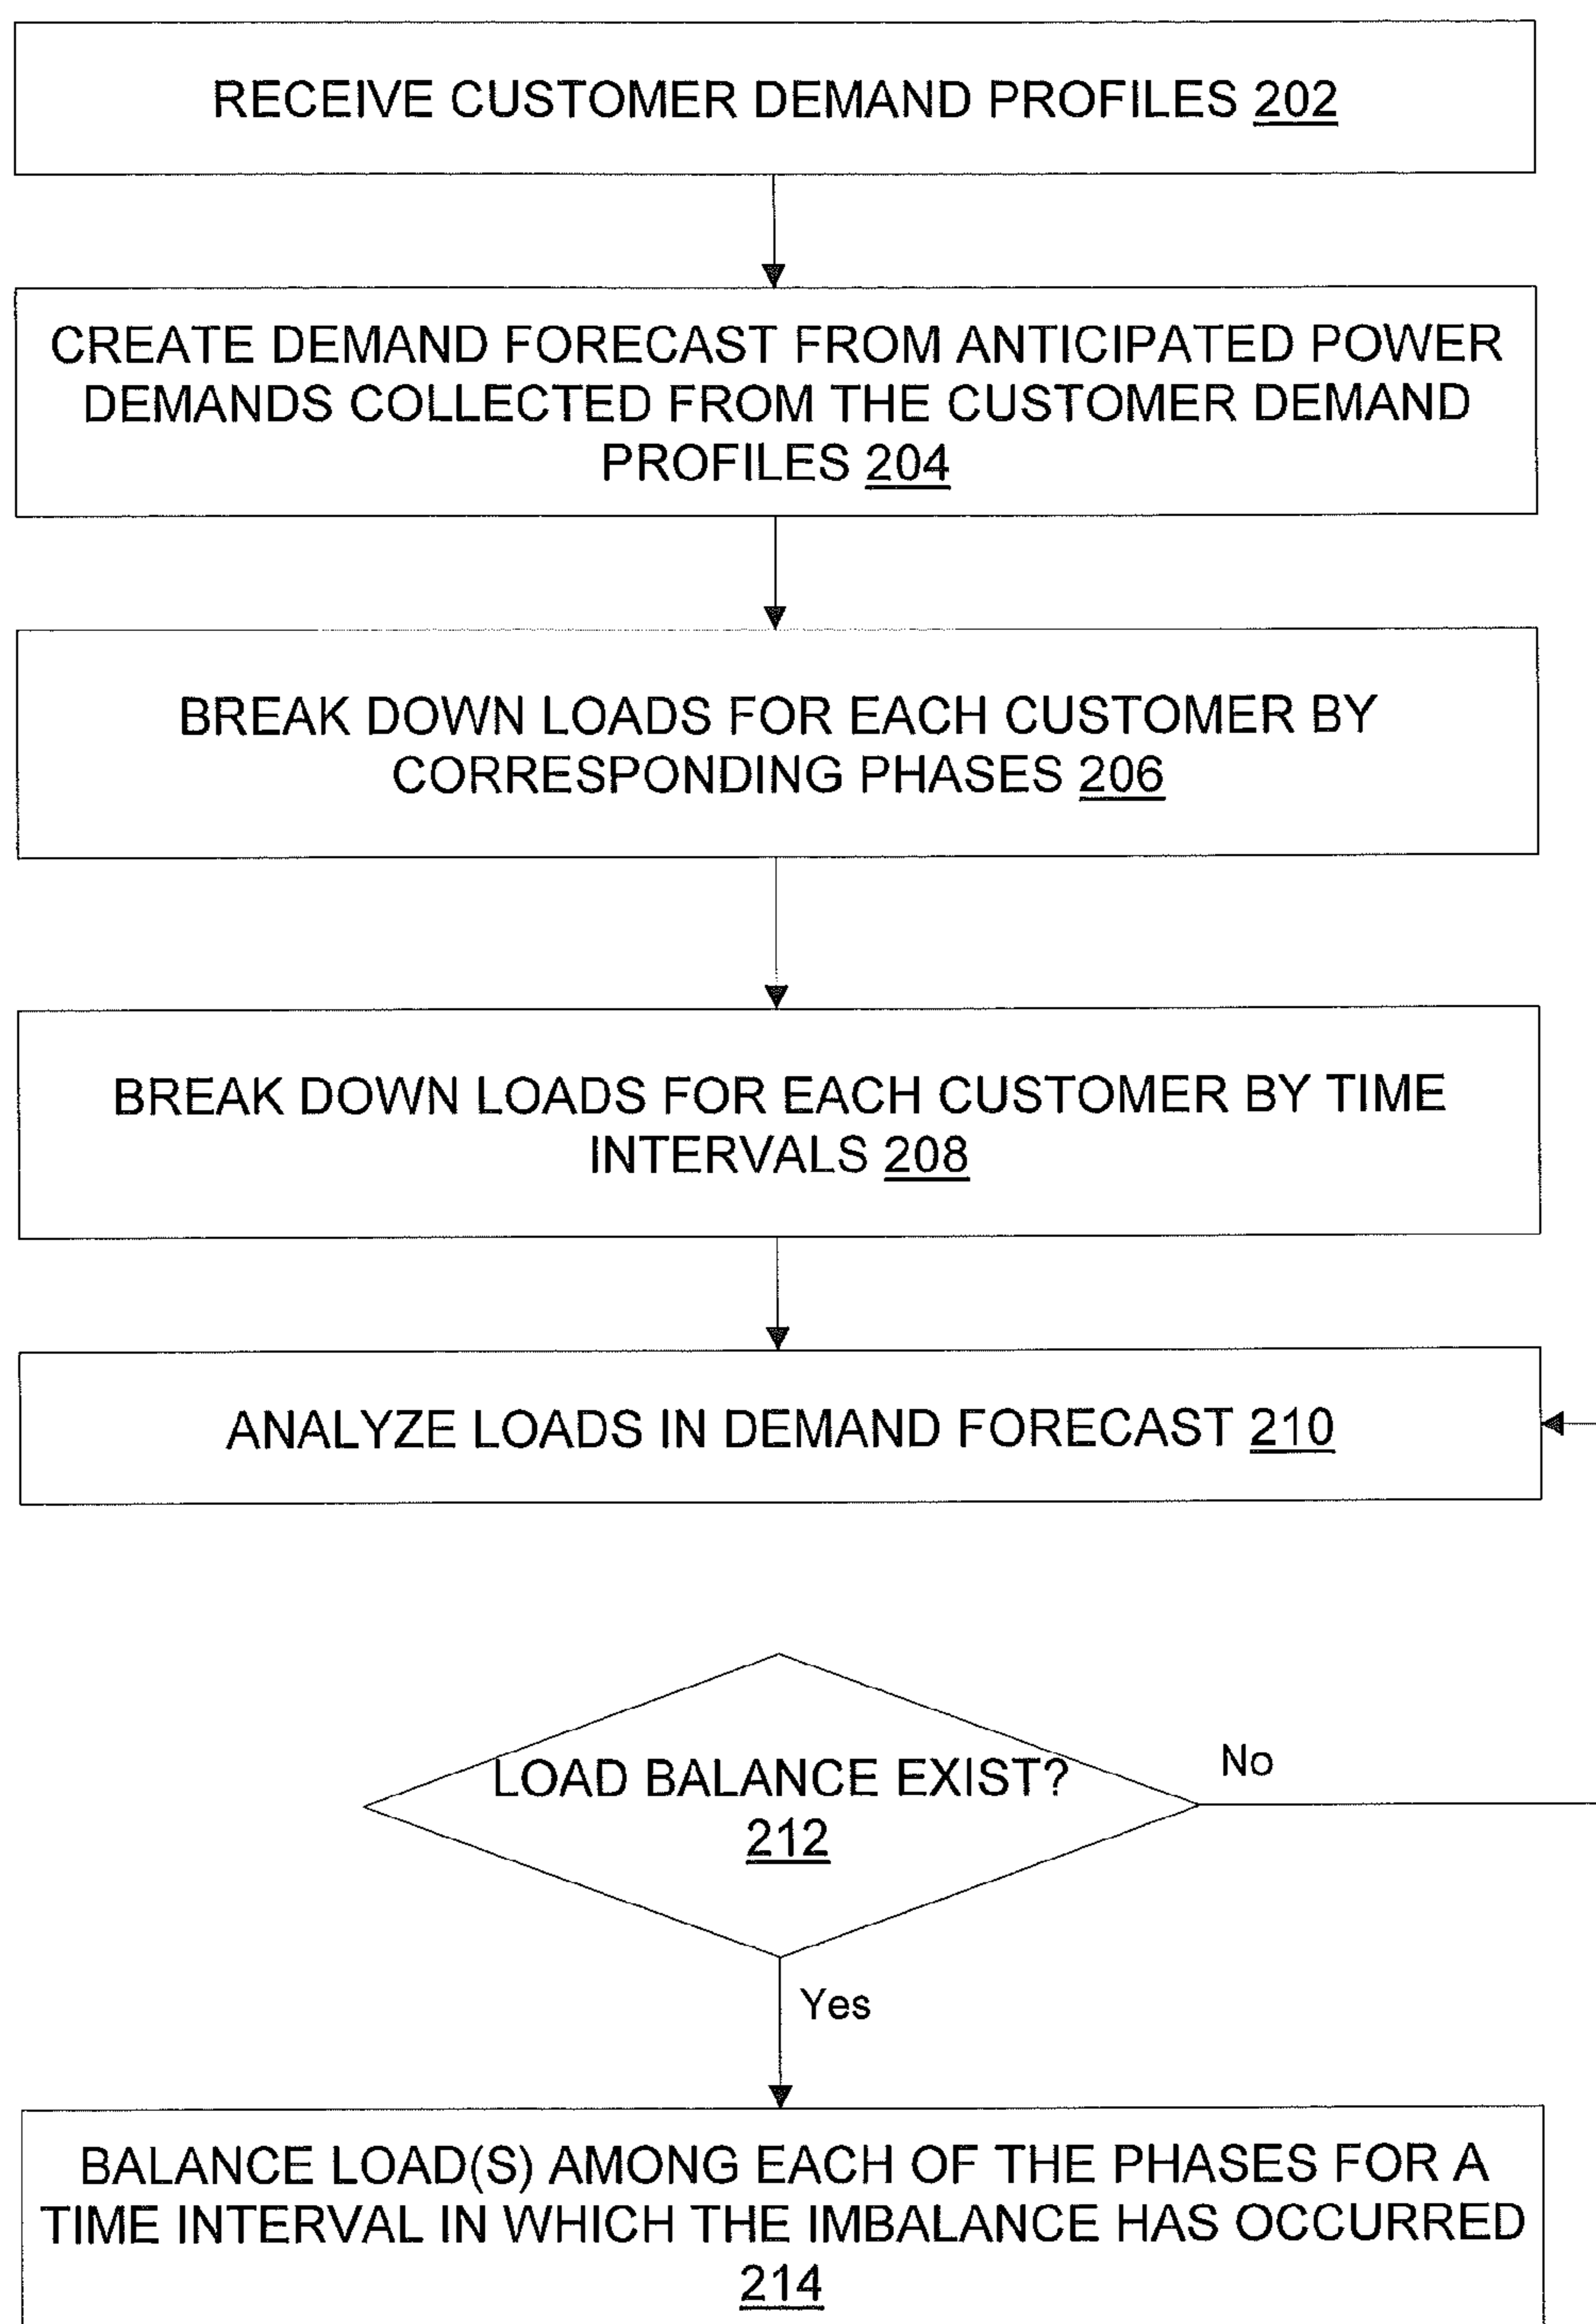 RECEIVE CUSTOMER DEMAND PROFILES 202
CREATE DEMAND FORECAST FROM ANTICIPATED POWER
DEMANDS COLLECTED FROM THE CUSTOMER DEMAND
PROFILES 204
BREAK DOWN LOADS FOR EACH CUSTOMER BY
CORRESPONDING PHASES 206
BREAK DOWN LOADS FOR EACH CUSTOMER BY TIME
INTERVALS 208
ANALYZE LOADS IN DEMAND FORECAST 210
LOAD BALANCE EXIST?
212
No
Yes
BALANCE LOAD(S) AMONG EACH OF THE PHASES FOR A
TIME INTERVAL IN WHICH THE IMBALANCE HAS OCCURRED
214